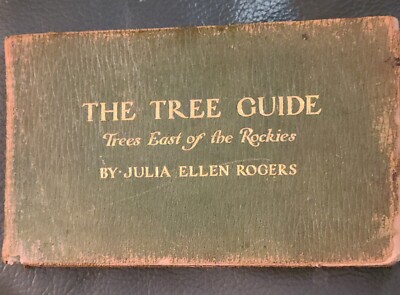 THE TREE GUIDE
Trees East of the Rockies
BY·JULIA ELLEN ROGERS